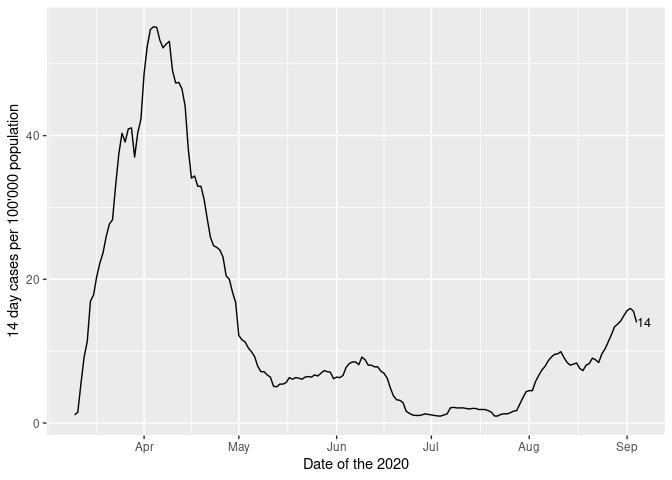 14 day cases per 100'000 population
40
20
0
14
Apr
May
Jun
Jul
Aug
Sep
Date of the 2020